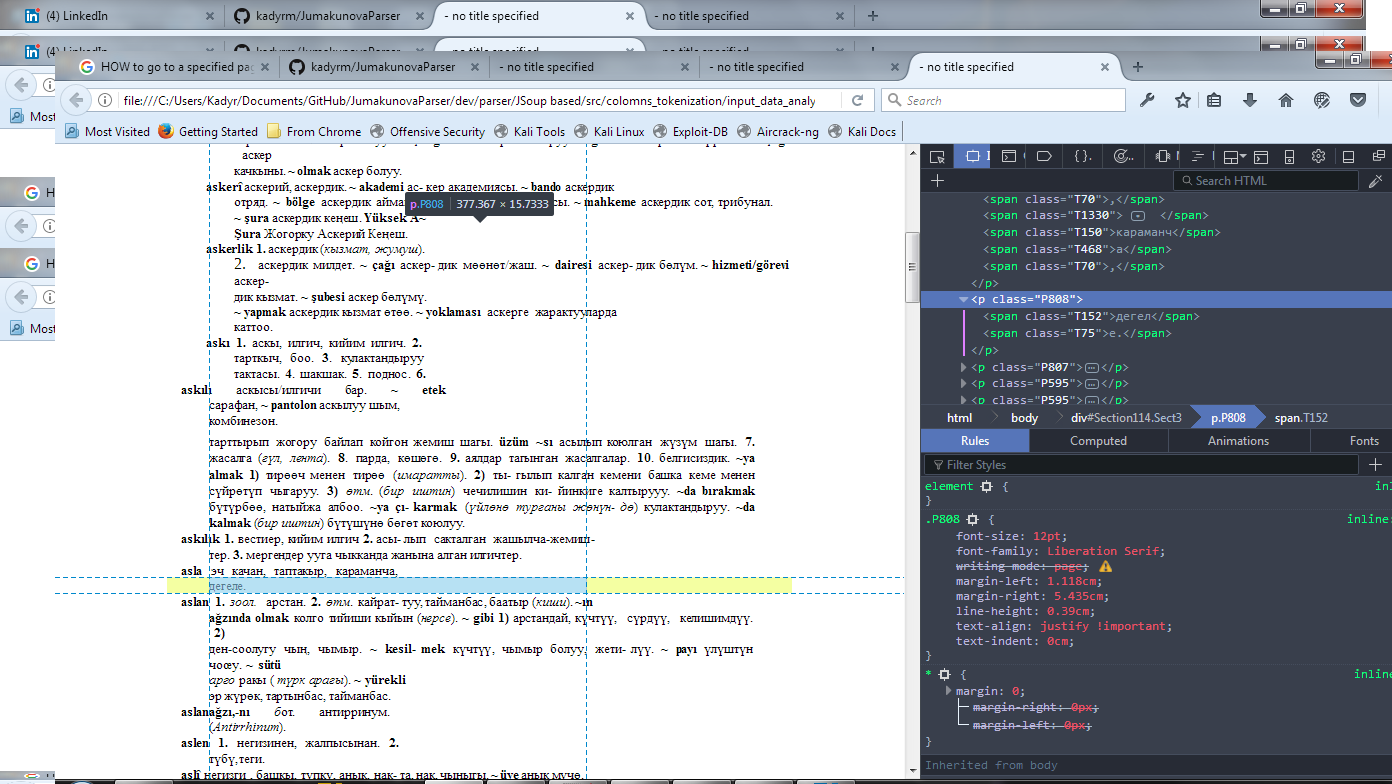 (4) LinkedIn
kadyrm/JumakunovaParser
- no title specified
- no title specified
(4) LinkedIn
kadyrm/JumakunovaParser
- no title specified
- no title specified
HOW to go to a specified pag
kadyrm/JumakunovaParser
- no title specified
- no title specified
- no title specified
file:///C:/Users/Kadyr/Documents/GitHub/JumakunovaParser/dev/parser/JSoup based/src/colomns_tokenization/input_data_analy
Search
Most
Most Visited
Getting Started
From Chrome
Offensive Security
Kali Tools
Kali Linux
Exploit-DB
Aircrack-ng
Kali Docs
H
H
Most
аскер
качкыны. ~ olmak аскер болуу.
askerî аскерий, аскердик. ~ akademi ас- кер академиясы. ~ bando аскердик
отряд. ~ bölge аскердик айма
сы. ~ mahkeme аскердик сот, трибунал.
p.P808 377.367 × 15.7333
~ şura аскердик кеңеш. Yüksek A~
Şura Жогорку Аскерий Кеңеш.
askerlik 1. аскердик (кызмат, жумуш).
2. аскердик милдет. ~ çağı аскер- дик мөөнөт/жаш. ~ dairesi аскер- дик бөлүм. ~ hizmeti/görevi
аскер-
дик кызмат. ~ şubesi аскер бөлүмү.
~ yapmak аскердик кызмат өтөө. ~ yoklaması аскерге жарактууларда
каттоо.
askı 1. аскы, илгич, кийим илгич. 2.
тарткыч, боо. 3. кулактандыруу
тактасы. 4. шакшак. 5. поднос. 6.
askılı аскысы/илгичи бар. ~ etek
сарафан, ~ pantolon аскылуу шым,
комбинезон.
тарттырып жогору байлап койгон жемиш шагы. üzüm ~sı асылып коюлган жүзүм шагы. 7.
жасалга (гүл, лента). 8. парда, көшөгө. 9. аялдар тагынган жасалгалар. 10. белгисиздик. ~ya
almak 1) тирөөч менен тирөө (имаратты). 2) ты- гылып калган кемени башка кеме менен
сүйрөтүп чыгаруу. 3) өтм. (бир иштин) чечилишин ки- йинкиге калтырууу. ~da bırakmak
бүтүрбөө, натыйжа албоо. ~ya çı- karmak (үйлөнө турганы жөнүн- дө) кулактандыруу. ~da
kalmak (бир иштин) бүтүшүнө бөгөт коюлуу.
askılık 1. вестиер, кийим илгич 2. асы- лып сакталган жашылча-жемиш-
тер. 3. мергендер ууга чыкканда жанына алган илгичтер.
asla эч качан, таптакыр, караманча,
дегеле.
aslan 1. зоол. арстан. 2. өтм. кайрат- туу, тайманбас, баатыр (киши). ~ın
ağzında olmak колго тийиши кыйын (нерсе). ~ gibi 1) арстандай, күчтүү, сүрдүү, келишимдүү.
2)
ден-соолугу чың, чымыр. ~ kesil- mek күчтүү, чымыр болуу, жети- лүү. ~ payı үлүштүн
чоңу. ~ sütü
арго ракы ( түрк арагы). ~ yürekli
эр жүрөк, тартынбас, тайманбас.
aslanağzı,-nı бот. антирринум.
(Antirrhinum).
aslen 1. негизинен, жалпысынан. 2.
түбү, теги.
aslî негизги , башкы, түпкү, анык, нак- та, нак, чыныгы. ~ üye анык мүчө.
Search HTML
<span class="T70">,</span>
<span class="T1330"> </span>
<span class="T150">караманч</span>
<span class="T468">а</span>
<span class="T70">,</span>
</p>
<p class="P808">
<span class="T152">дегел</span>
<span class="T75">е.</span>
</p>
<p class="P807"></p>
<p class="P595"></p>
<p class="P595"></p>
html
body
div#Section114.Sect3
p.P808
span.T152
Rules
Computed
Animations
Fonts
Filter Styles
element { inl
}
.P808 { inline:
font-size: 12pt;
font-family: Liberation Serif;
writing-mode: page;
margin-left: 1.118cm;
margin-right: 5.435cm;
line-height: 0.39cm;
text-align: justify !important;
text-indent: 0cm;
}
* { inline
margin: 0;
margin-right: 0px;
margin-left: 0px;
}
Inherited from body